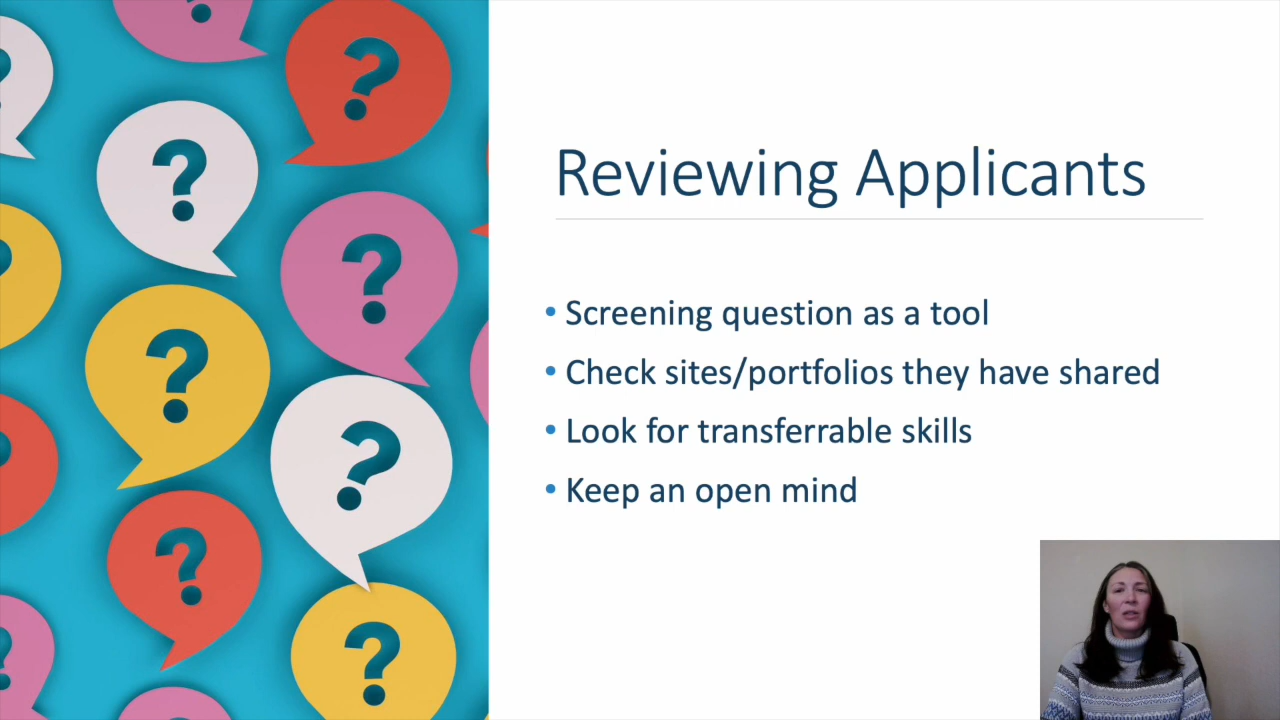 Reviewing Applicants
• Screening question as a tool
• Check sites/portfolios they have shared
• Look for transferrable skills
• Keep an open mind
?
?
?
?
?
?
?
?